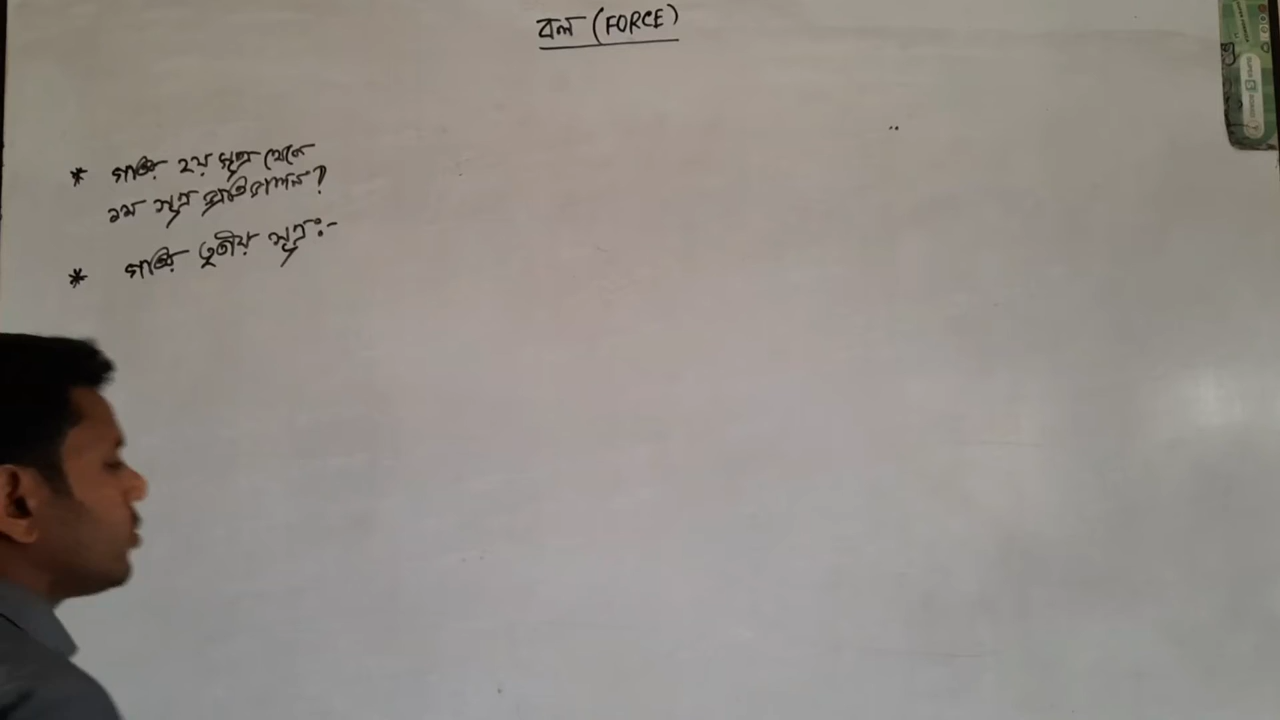 বল (FORCE)
* গতির ২য় সূত্র থেকে
১ম সূত্র প্রতিপাদন?
* গতির তৃতীয় সূত্র:-